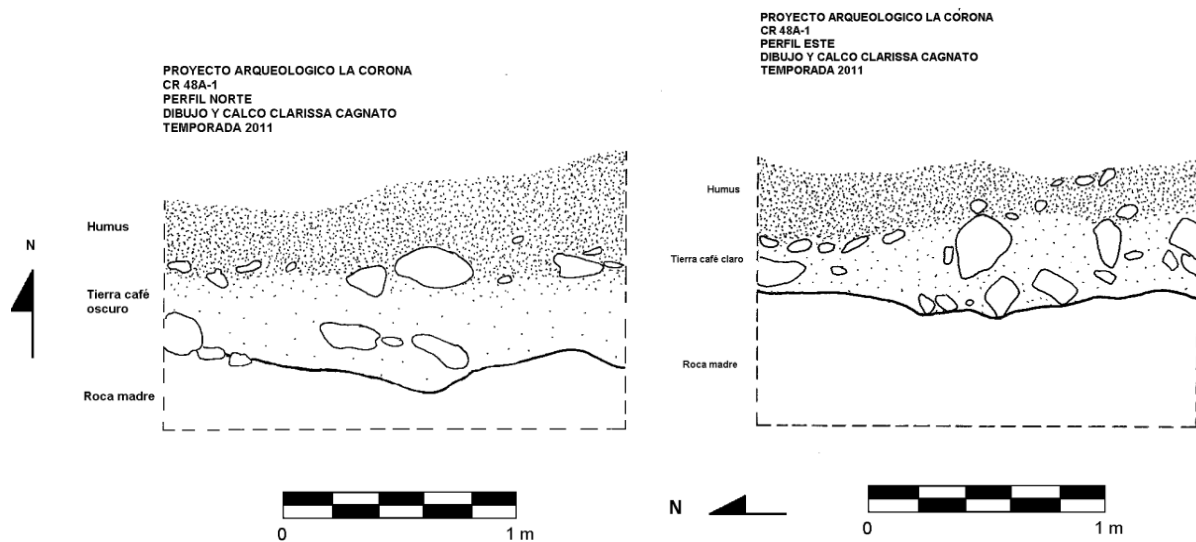 PROYECTO ARQUEOLOGICO LA CORONA
CR 48A-1
PERFIL NORTE
DIBUJO Y CALCO CLARISSA CAGNATO
TEMPORADA 2011
Humus
N
Tierra café
oscuro
Roca madre
0
1 m
PROYECTO ARQUEOLOGICO LA CORONA
CR 48A-1
PERFIL ESTE
DIBUJO Y CALCO CLARISSA CAGNATO
TEMPORADA 2011
Humus
Tierra café claro
Roca madre
N
0
1 m